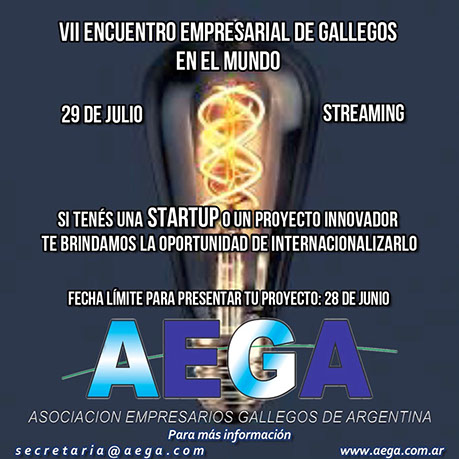 VII ENCUENTRO EMPRESARIAL DE GALLEGOS
EN EL MUNDO
29 DE JULIO
STREAMING
SI TENÉS UNA STARTUP O UN PROYECTO INNOVADOR
TE BRINDAMOS LA OPORTUNIDAD DE INTERNACIONALIZARLO
FECHA LÍMITE PARA PRESENTAR TU PROYECTO: 28 DE JUNIO
AEGA
ASOCIACION EMPRESARIOS GALLEGOS DE ARGENTINA
Para más información
secretaria@aega.com
www.aega.com.ar